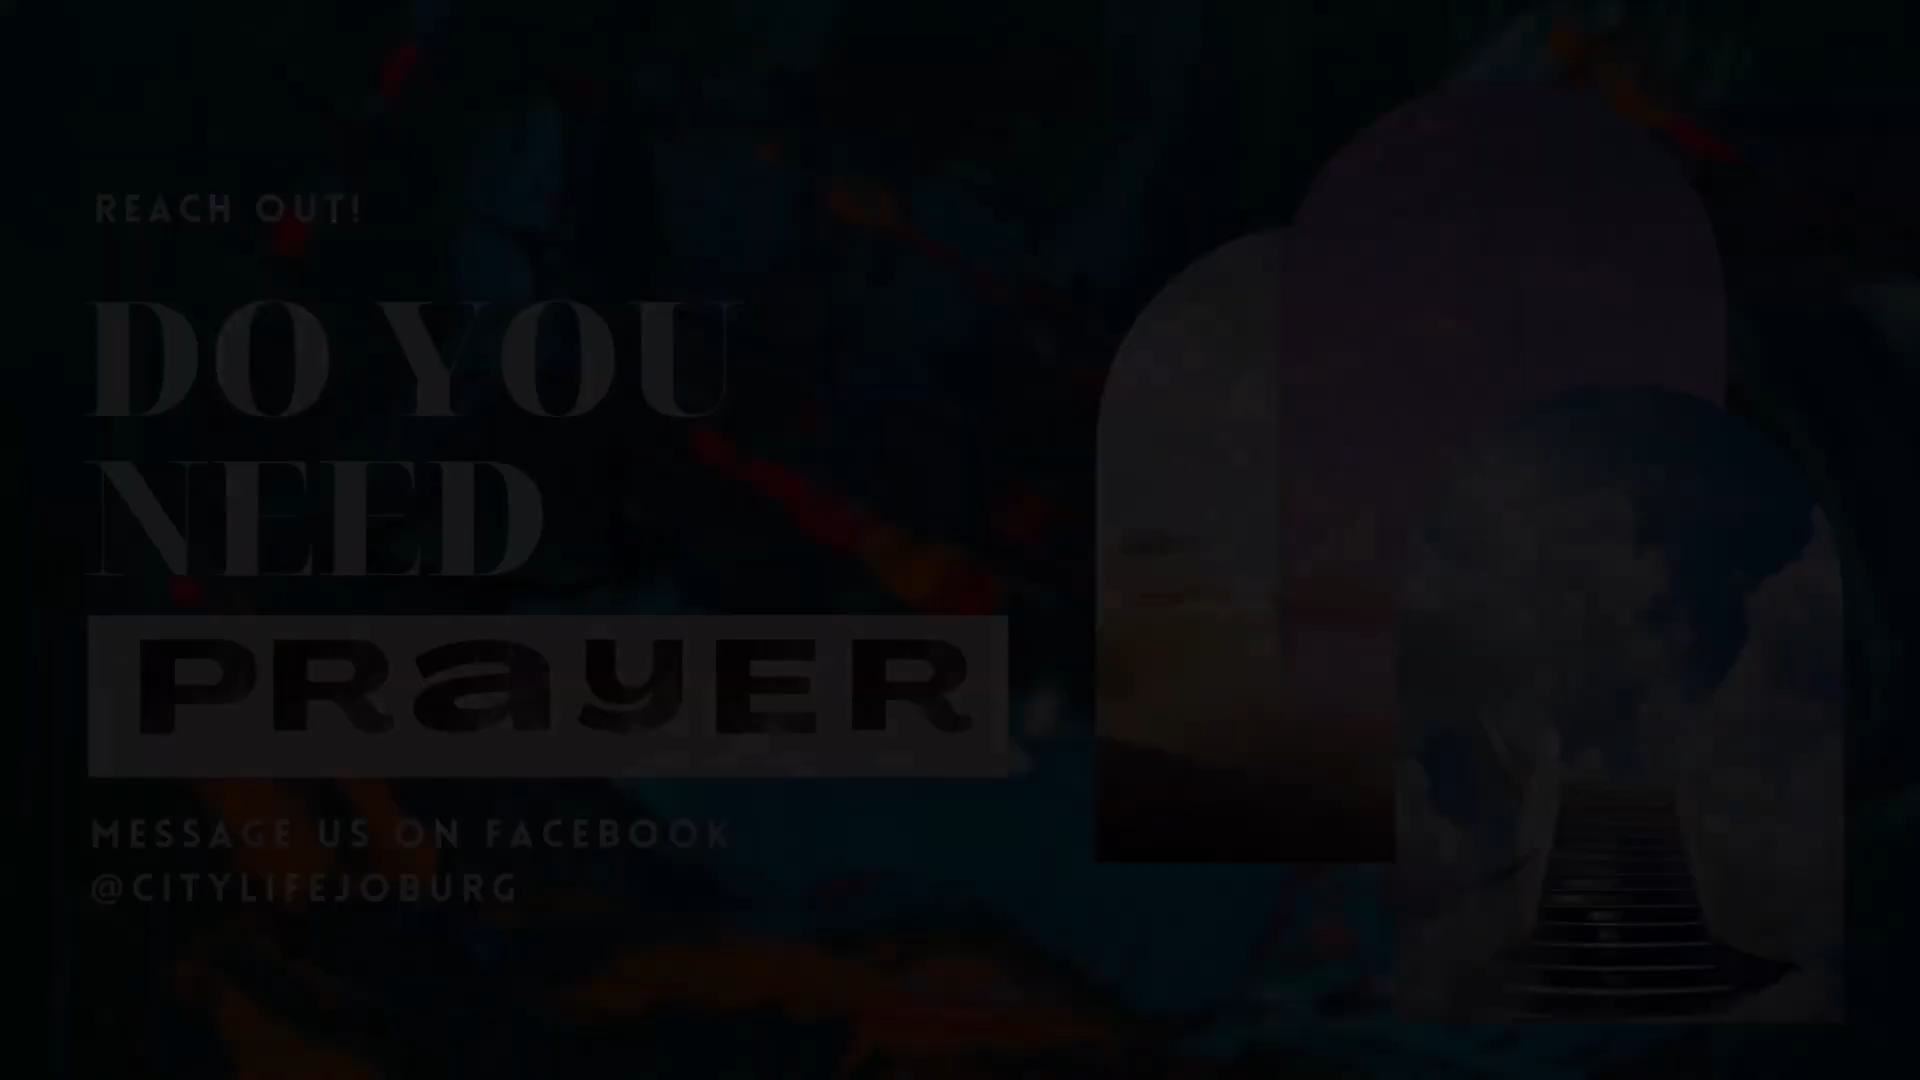 REACH OUT!
DO YOU
NEED
PRaYER
MESSAGE US ON FACEBOOK
@CITYLIFEJOBURG